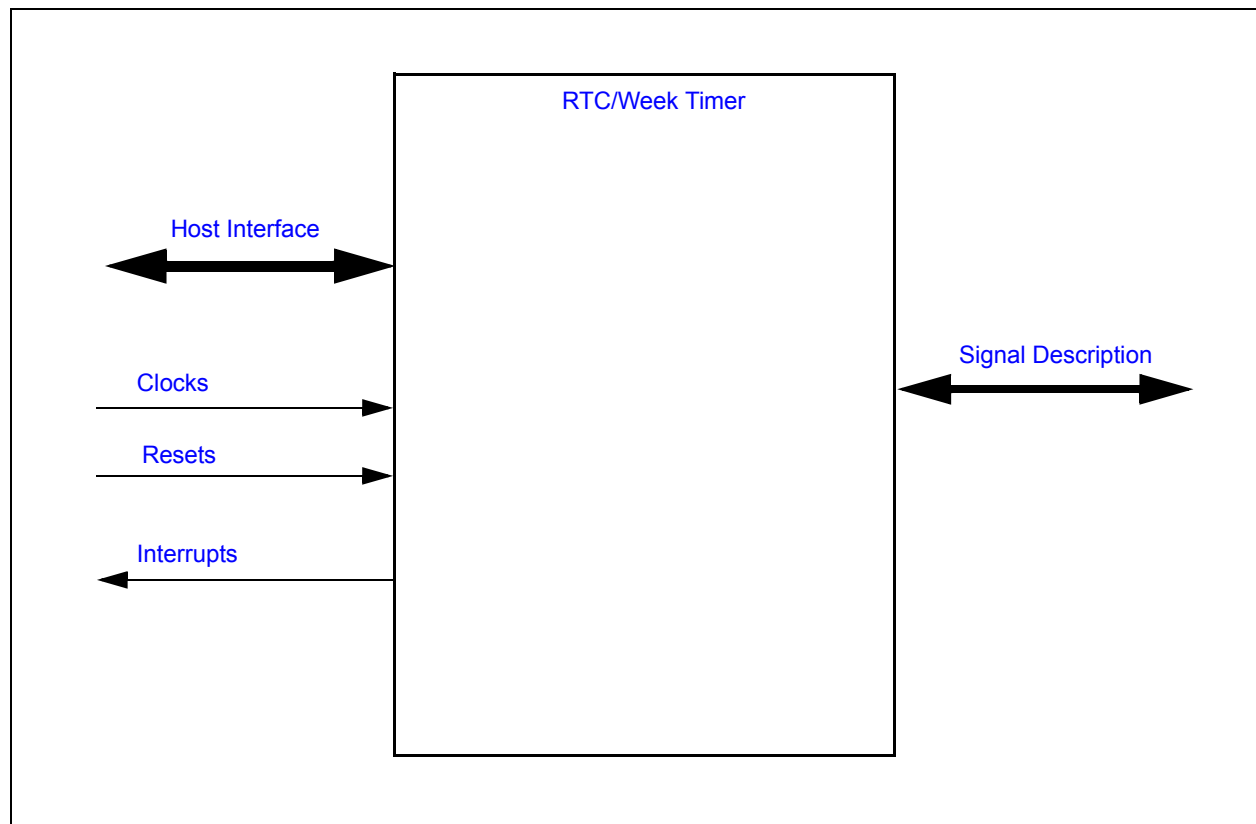 RTC/Week Timer
Host Interface
Signal Description
Clocks
Resets
Interrupts